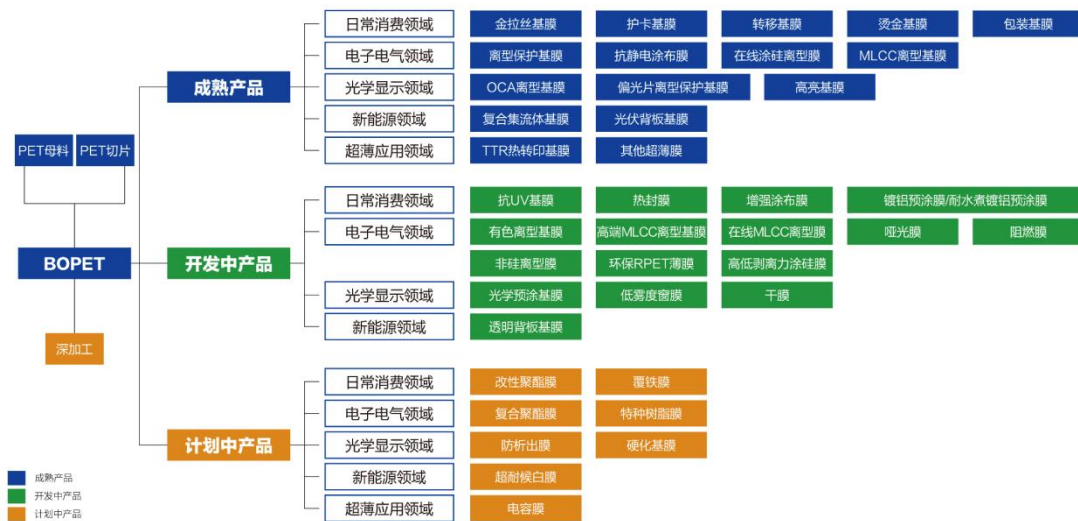 日常消费领域 金拉丝基膜 护卡基膜 转移基膜 烫金基膜 包装基膜
电子电气领域 离型保护基膜 抗静电涂布膜 在线涂硅离型膜 MLCC离型基膜
成熟产品
光学显示领域 OCA离型基膜 偏光片离型保护基膜 高亮基膜
新能源领域 复合集流体基膜 光伏背板基膜
PET母料 PET切片
超薄应用领域 TTR热转印基膜 其他超薄膜
日常消费领域 抗UV基膜 热封膜 增强涂布膜 镀铝预涂膜/耐水煮镀铝预涂膜
电子电气领域 有色离型基膜 高端MLCC离型基膜 在线MLCC离型膜 哑光膜 阻燃膜
BOPET
开发中产品
非硅离型膜 环保RPET薄膜 高低剥离力涂硅膜
光学显示领域 光学预涂基膜 低雾度窗膜 干膜
新能源领域 透明背板基膜
深加工
日常消费领域 改性聚酯膜 覆铁膜
电子电气领域 复合聚酯膜 特种树脂膜
计划中产品
光学显示领域 防析出膜 硬化基膜
新能源领域 超耐候白膜
超薄应用领域 电容膜
成熟产品
开发中产品
计划中产品